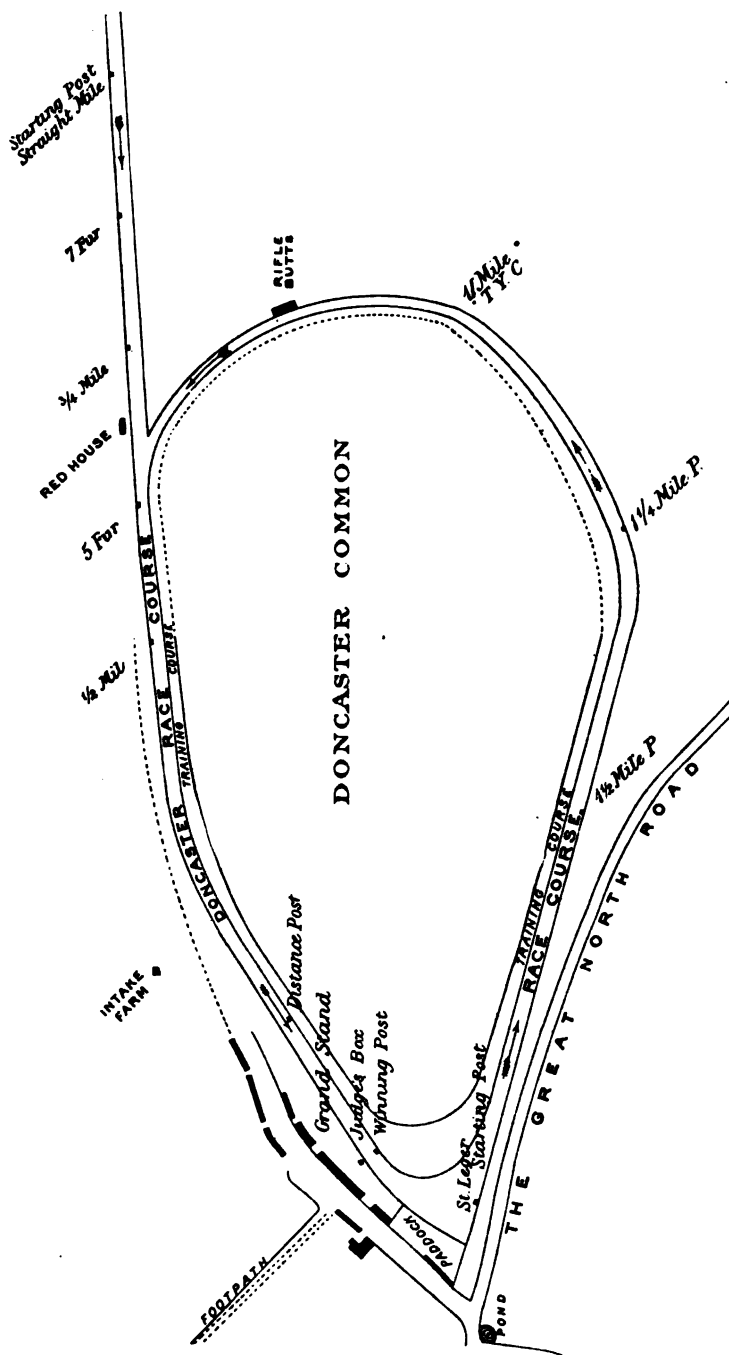 Starting Post
Straight Mile
7 Fur
3/4 Mile
RED HOUSE
5 Fur
1/2 Mil
RIFLE
BUTTS
T. Y. C
1 1/4 Mile P.
1 1/2 Mile P
DONCASTER COMMON
DONCASTER RACE COURSE
TRAINING COURSE
TRAINING COURSE
RACE COURSE.
THE GREAT NORTH ROAD
INTAKE
FARM
Distance Post
Grand Stand
Judge's Box
Winning Post
St. Leger
Starting Post
PADDOCK
FOOTPATH
POND